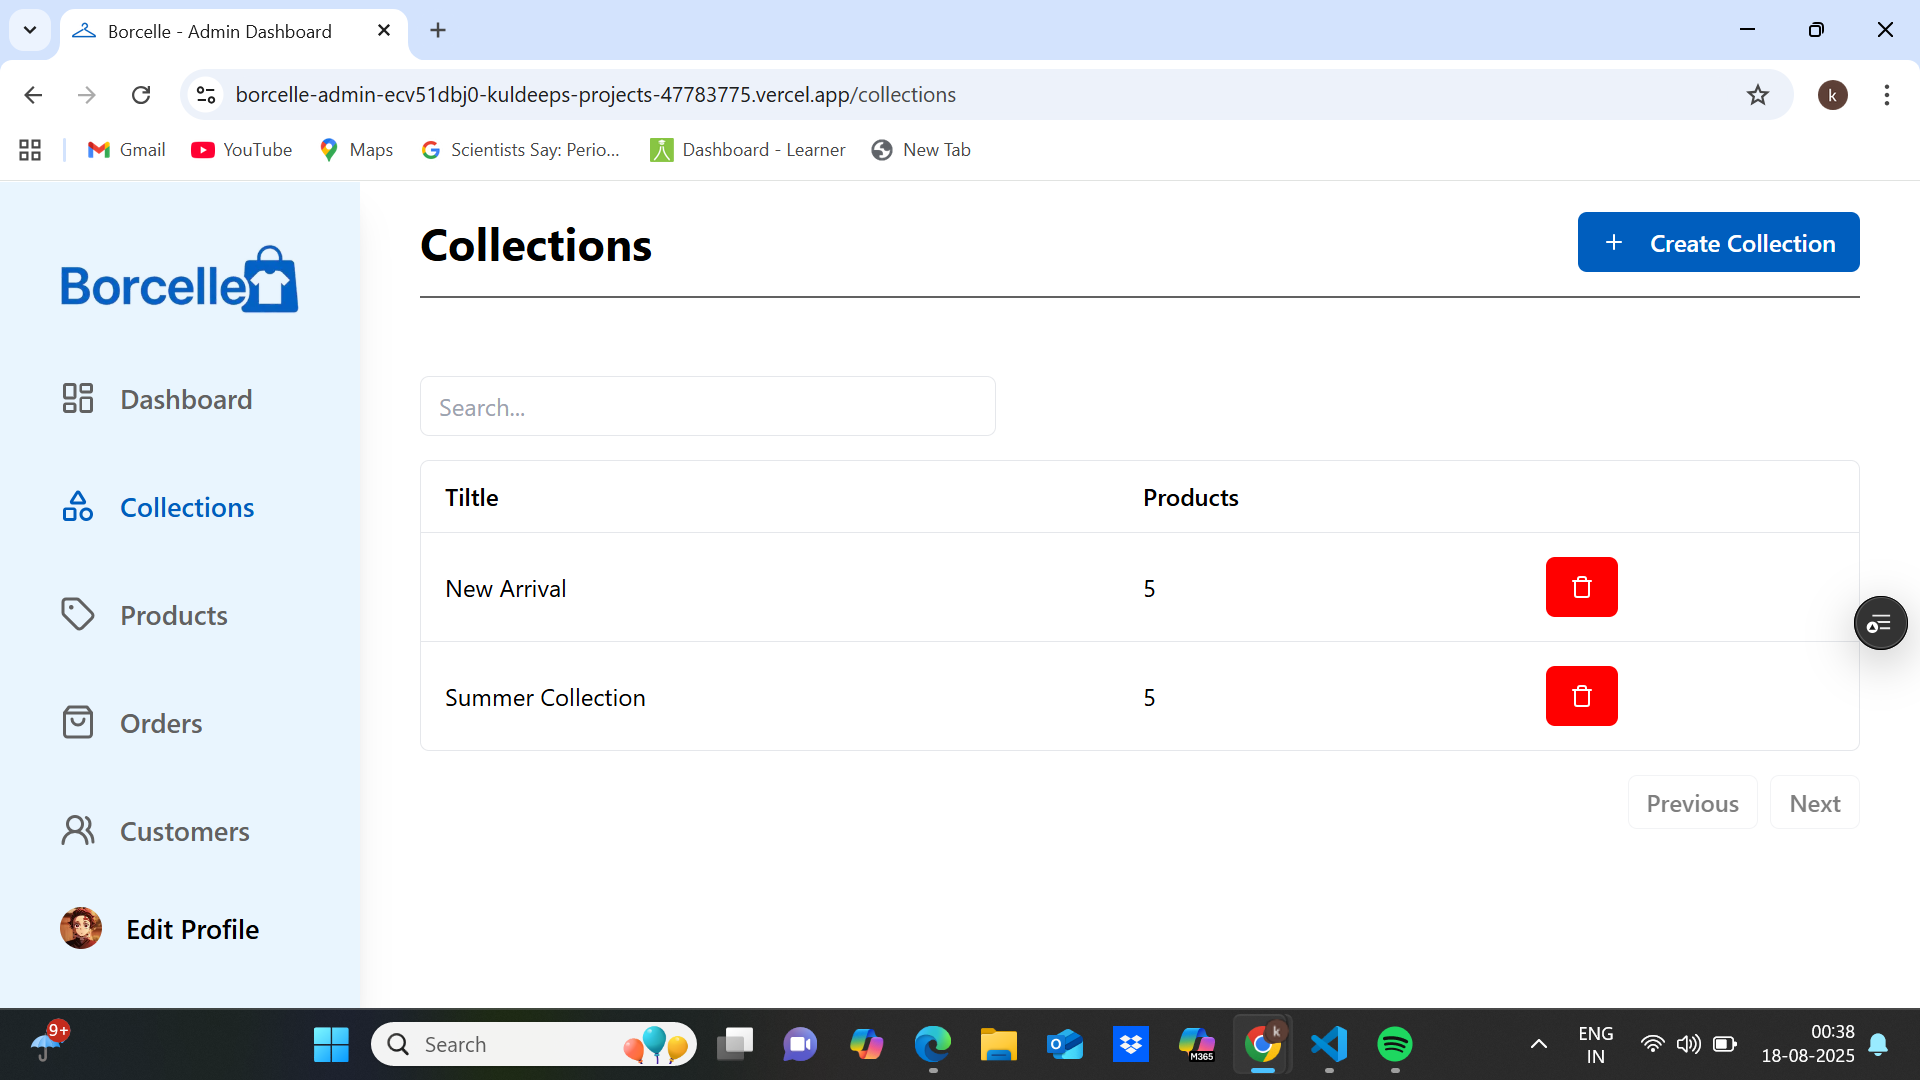 Borcelle - Admin Dashboard
borcelle-admin-ecv51dbj0-kuldeeps-projects-47783775.vercel.app/collections
k
Gmail
YouTube
Maps
Scientists Say: Perio...
Dashboard - Learner
New Tab
Borcelle
Dashboard
Collections
Products
Orders
Customers
Edit Profile
Collections
+ Create Collection
Search...
Tiltle Products
New Arrival 5
Summer Collection 5
Previous Next
9+
Search
M365
k
ENG
IN
00:38
18-08-2025